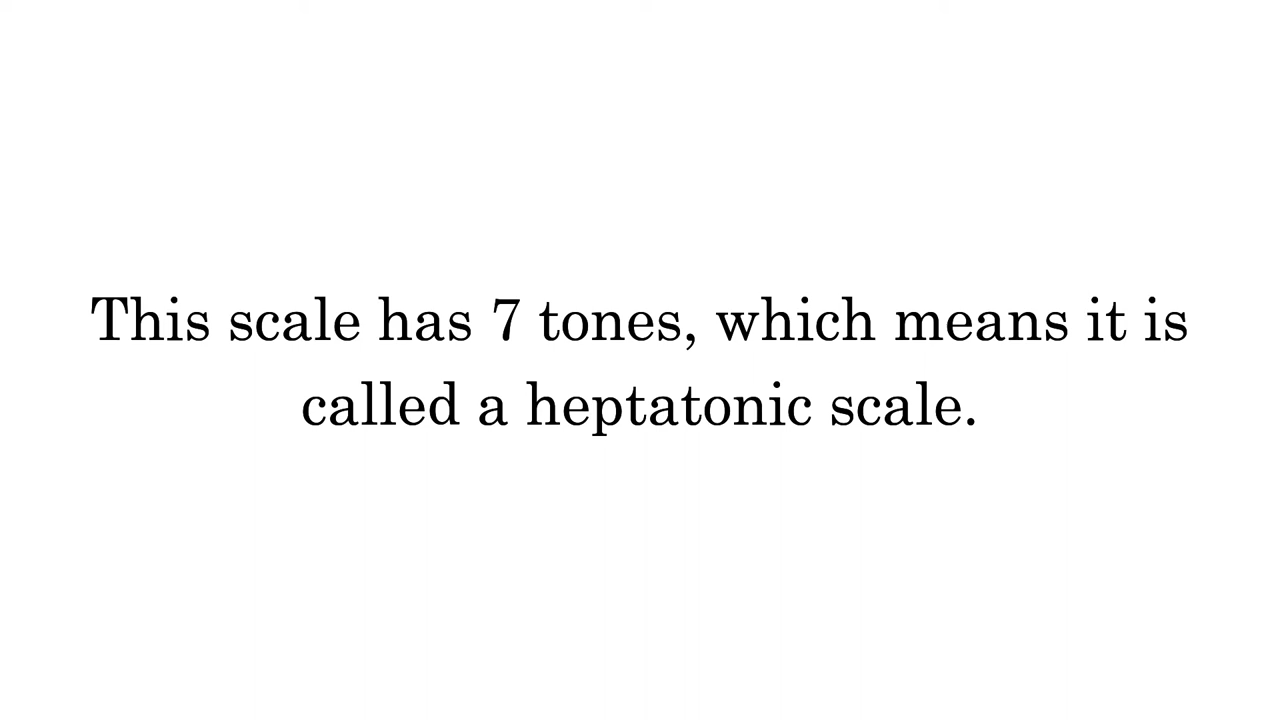 This scale has 7 tones, which means it is
called a heptatonic scale.